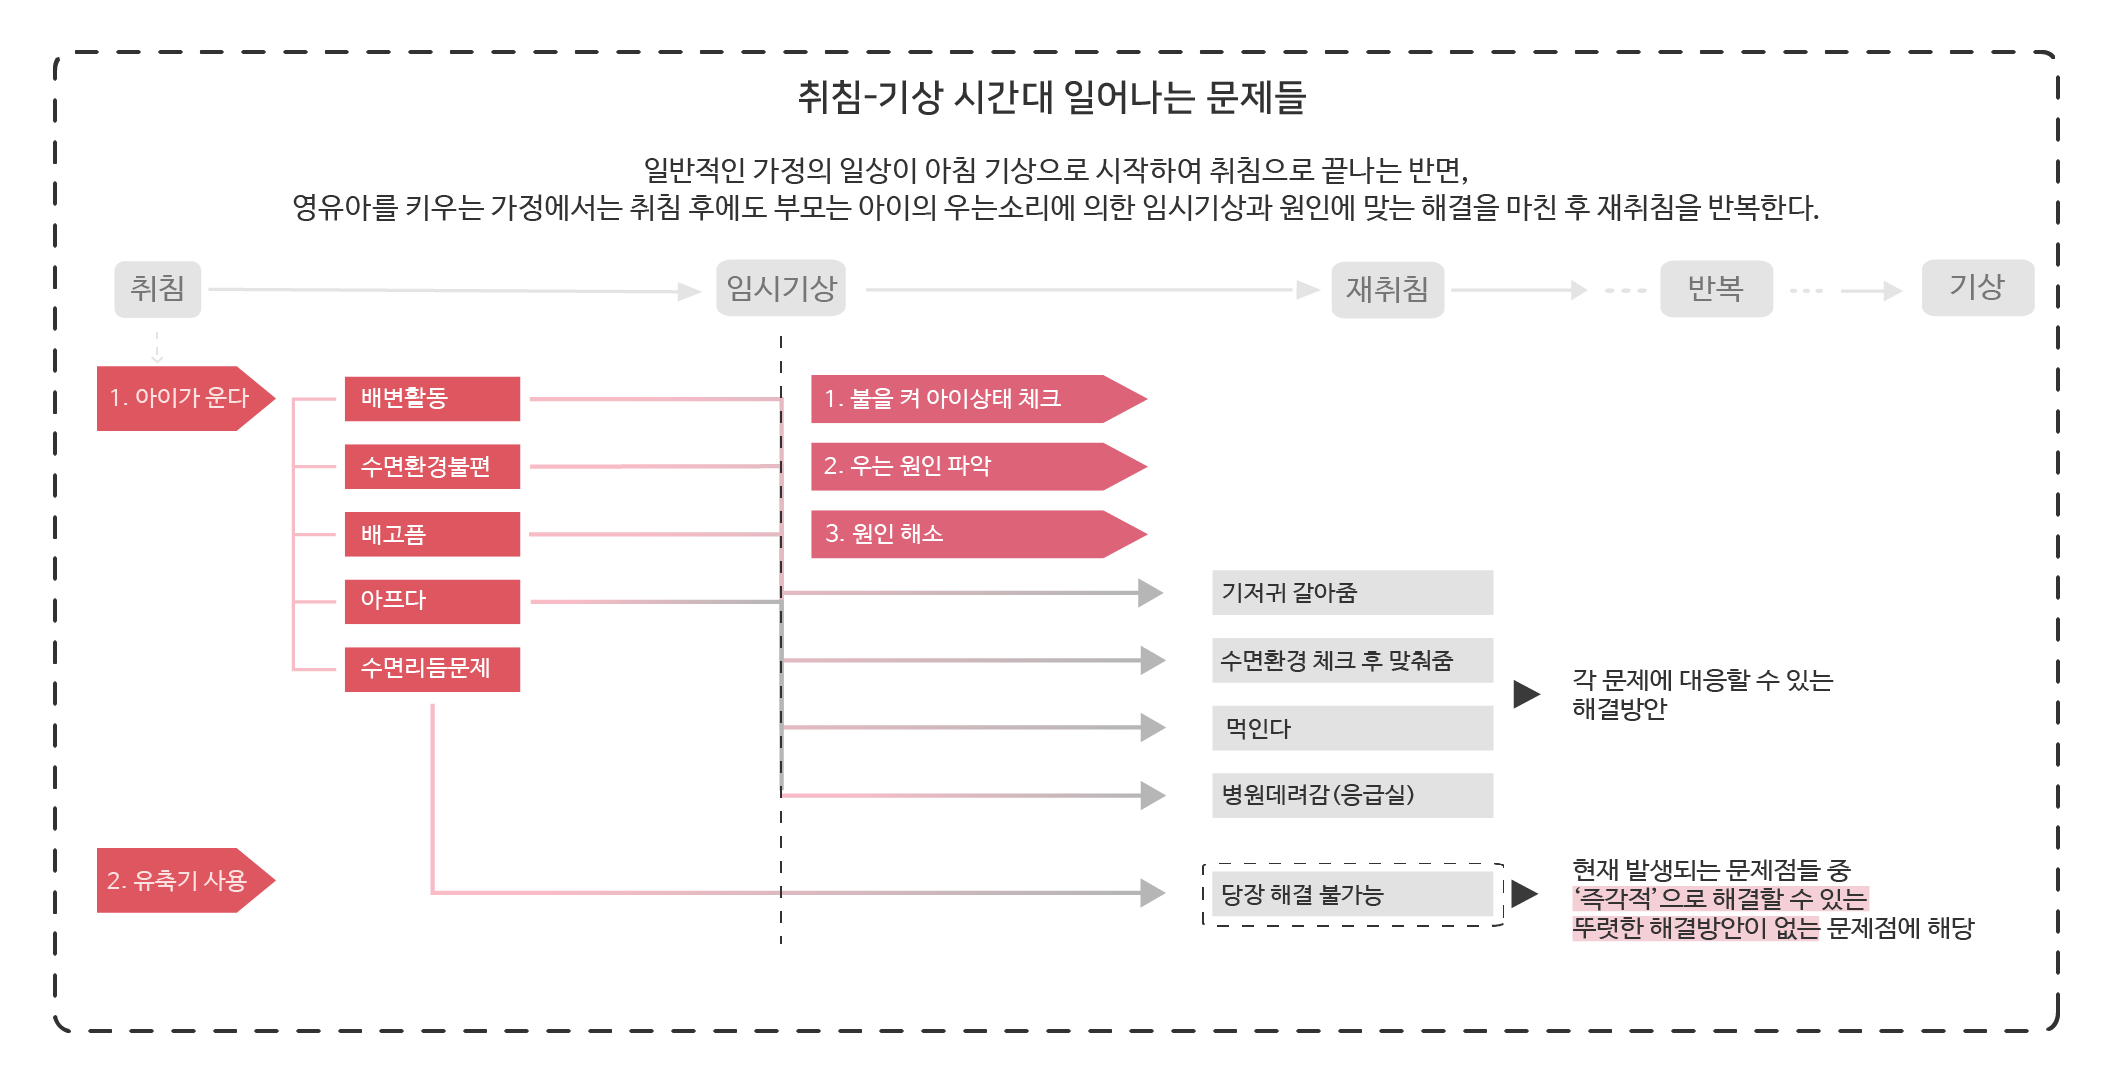 취침-기상 시간대 일어나는 문제들
일반적인 가정의 일상이 아침 기상으로 시작하여 취침으로 끝나는 반면,
영유아를 키우는 가정에서는 취침 후에도 부모는 아이의 우는소리에 의한 임시기상과 원인에 맞는 해결을 마친 후 재취침을 반복한다.
취침
임시기상
재취침
반복
기상
1. 아이가 운다
배변활동
수면환경불편
배고픔
아프다
수면리듬문제
1. 불을 켜 아이상태 체크
2. 우는 원인 파악
3. 원인 해소
기저귀 갈아줌
수면환경 체크 후 맞춰줌
먹인다
병원데려감(응급실)
각 문제에 대응할 수 있는
해결방안
2. 유축기 사용
당장 해결 불가능
현재 발생되는 문제점들 중
‘즉각적’으로 해결할 수 있는
뚜렷한 해결방안이 없는 문제점에 해당